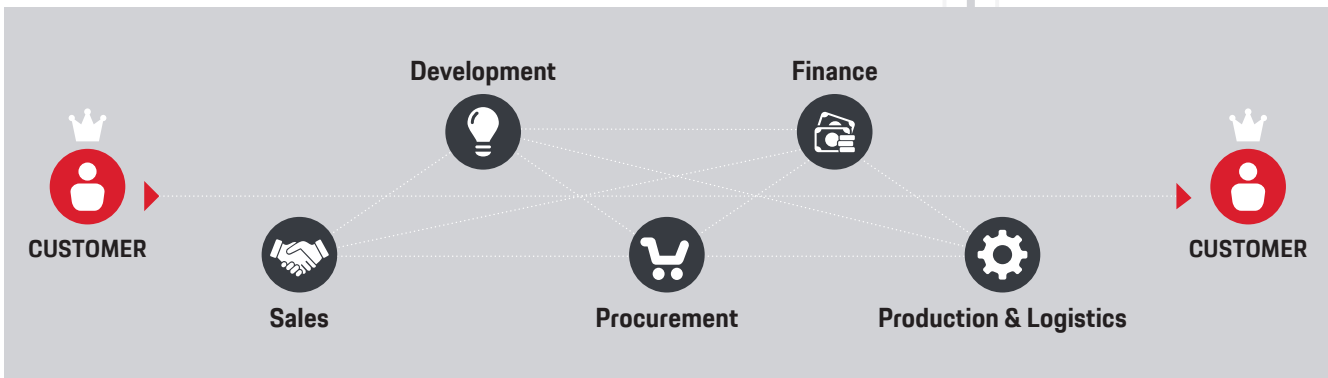 Development
Finance
CUSTOMER
CUSTOMER
Sales
Procurement
Production & Logistics